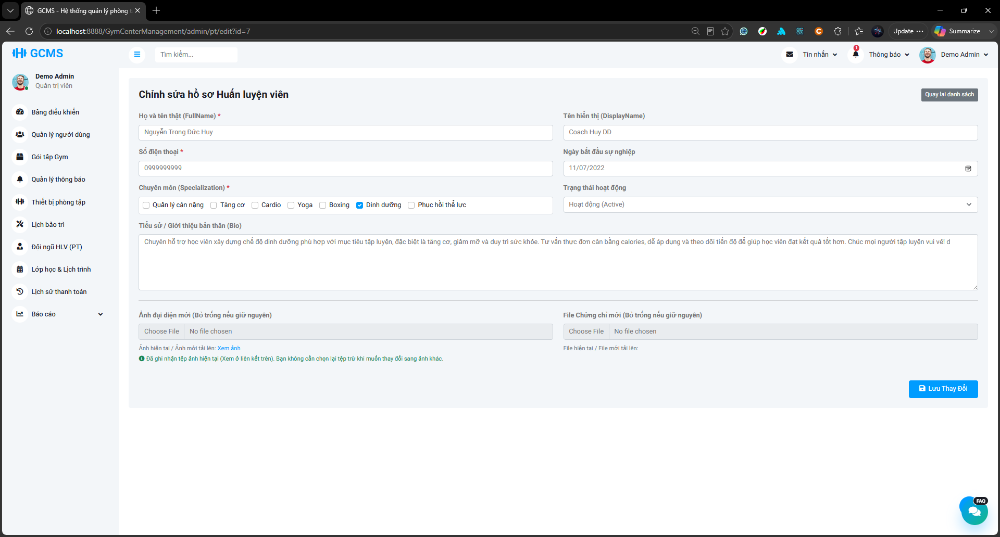 GCMS - Hệ thống quản lý phòng t
localhost:8888/GymCenterManagement/admin/pt/edit?id=7
Update
Summarize
GCMS
Tìm kiếm...
Tin nhắn
1
Thông báo
Demo Admin
Demo Admin
Quản trị viên
Bảng điều khiển
Quản lý người dùng
Gói tập Gym
Quản lý thông báo
Thiết bị phòng tập
Lịch bảo trì
Đội ngũ HLV (PT)
Lớp học & Lịch trình
Lịch sử thanh toán
Báo cáo
Chỉnh sửa hồ sơ Huấn luyện viên
Quay lại danh sách
Họ và tên thật (FullName) *
Nguyễn Trọng Đức Huy
Tên hiển thị (DisplayName)
Coach Huy DD
Số điện thoại *
0999999999
Ngày bắt đầu sự nghiệp
11/07/2022
Chuyên môn (Specialization) *
Quản lý cân nặng Tăng cơ Cardio Yoga Boxing Dinh dưỡng Phục hồi thể lực
Trạng thái hoạt động
Hoạt động (Active)
Tiểu sử / Giới thiệu bản thân (Bio)
Chuyên hỗ trợ học viên xây dựng chế độ dinh dưỡng phù hợp với mục tiêu tập luyện, đặc biệt là tăng cơ, giảm mỡ và duy trì sức khỏe. Tư vấn thực đơn cân bằng calories, dễ áp dụng và theo dõi tiến độ để giúp học viên đạt kết quả tốt hơn. Chúc mọi người tập luyện vui vẻ! d
Ảnh đại diện mới (Bỏ trống nếu giữ nguyên)
Choose File No file chosen
Ảnh hiện tại / Ảnh mới tải lên: Xem ảnh
Đã ghi nhận tệp ảnh hiện tại (Xem ở liên kết trên). Bạn không cần chọn lại tệp trừ khi muốn thay đổi sang ảnh khác.
File Chứng chỉ mới (Bỏ trống nếu giữ nguyên)
Choose File No file chosen
File hiện tại / File mới tải lên:
Lưu Thay Đổi
FAQ